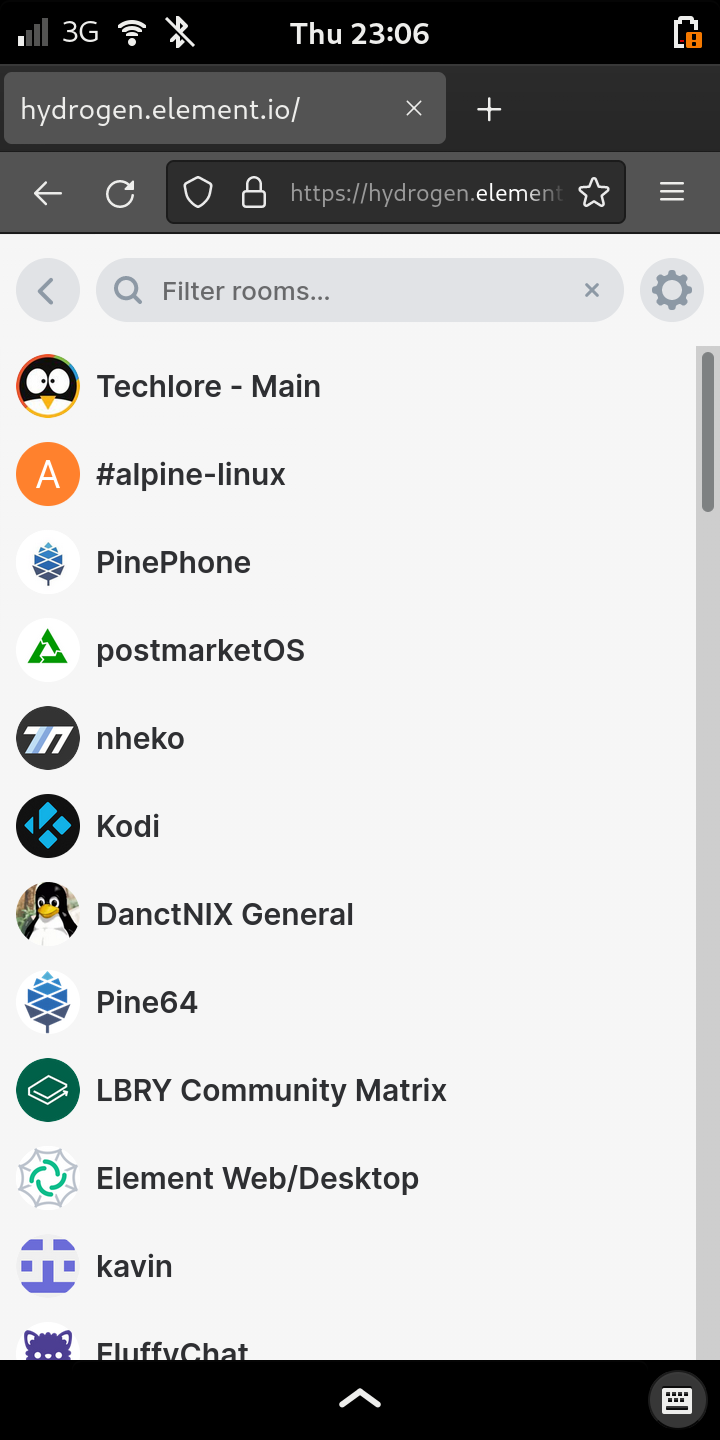 3G
Thu 23:06
hydrogen.element.io/
https://hydrogen.element
Filter rooms...
Techlore - Main
A
#alpine-linux
PinePhone
postmarketOS
nheko
Kodi
DanctNIX General
Pine64
LBRY Community Matrix
Element Web/Desktop
kavin
FluffyChat